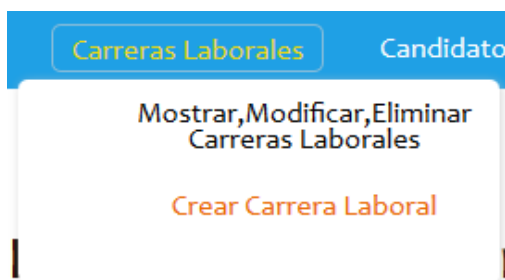 Carreras Laborales Candidato
Mostrar,Modificar,Eliminar
Carreras Laborales
Crear Carrera Laboral